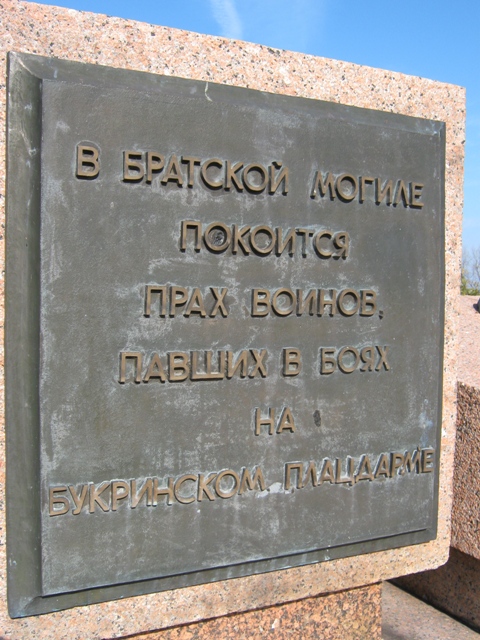 В БРАТСКОЙ МОГИЛЕ
ПОКОИТСЯ
ПРАХ ВОИНОВ,
ПАВШИХ В БОЯХ
НА
БУКРИНСКОМ ПЛАЦДАРМЕ